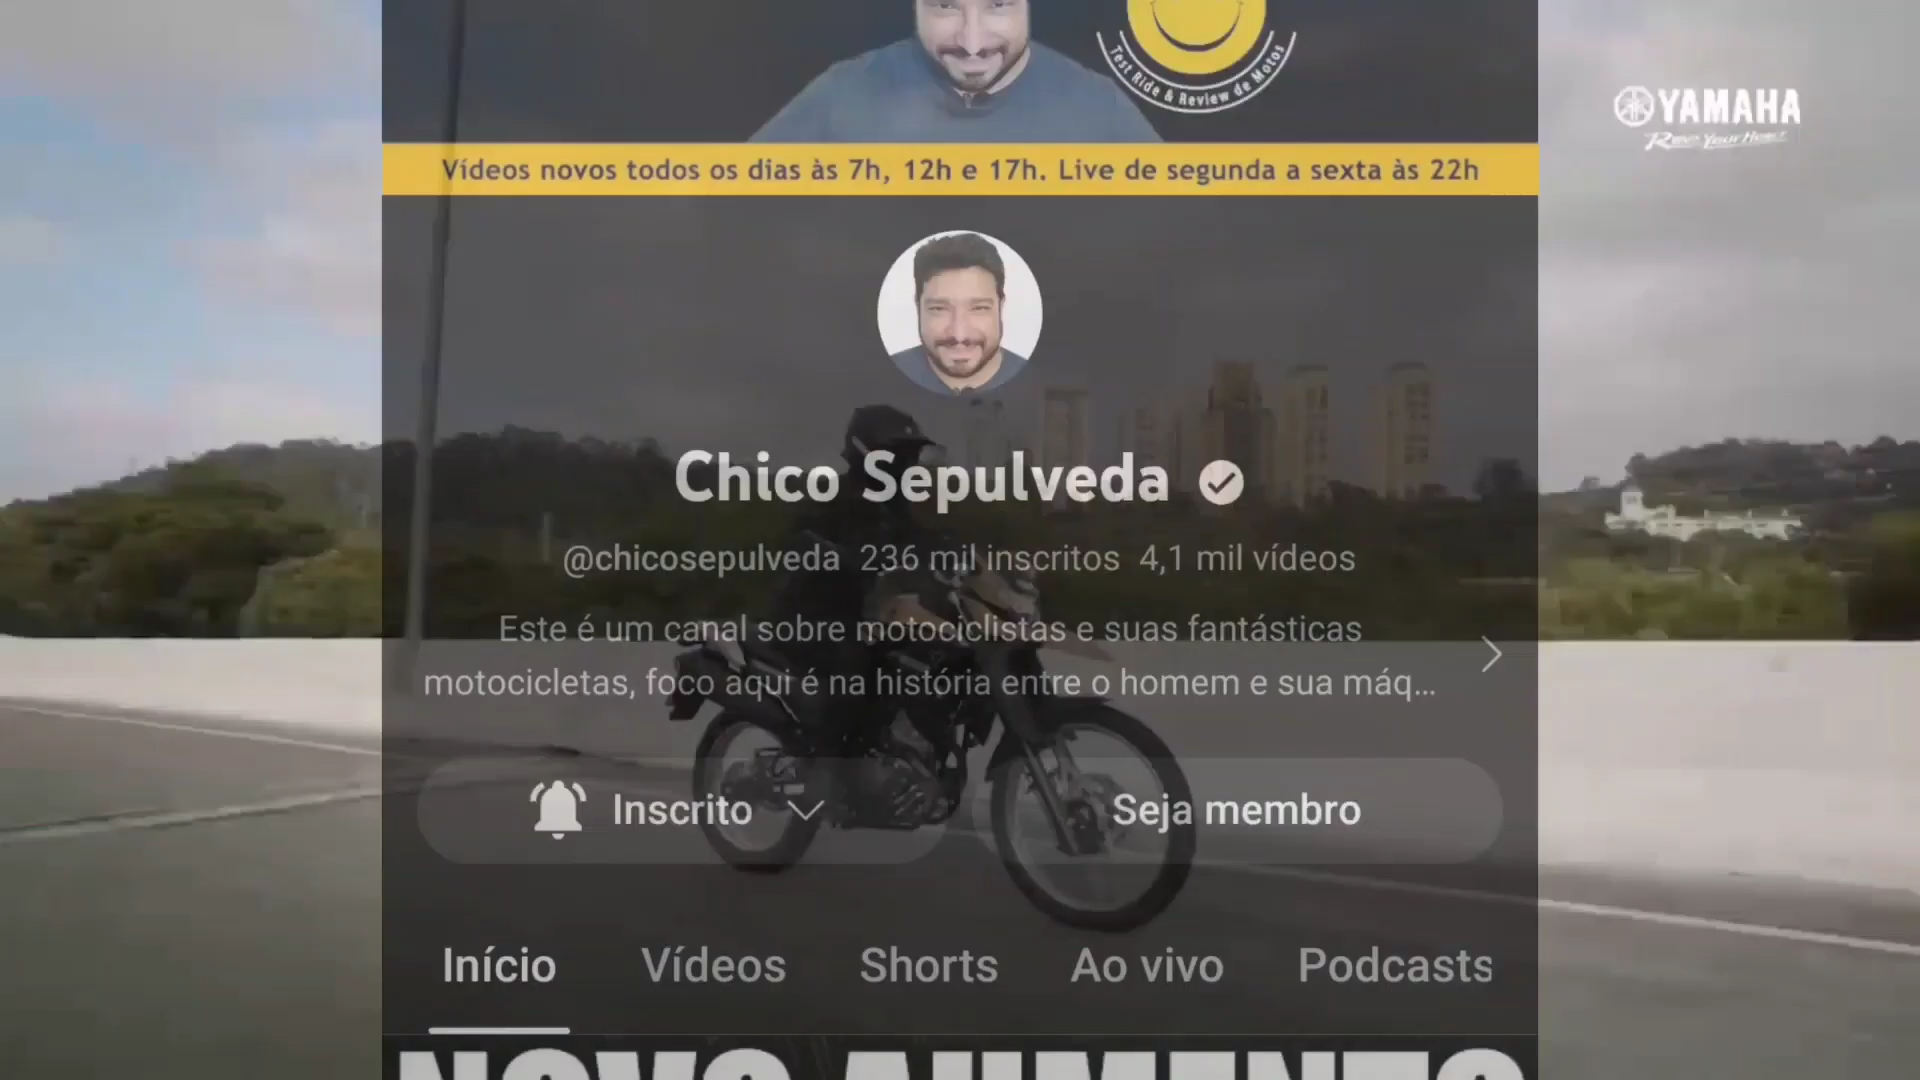 Test Ride & Review de Motos
YAMAHA
Revs Your Heart
Vídeos novos todos os dias às 7h, 12h e 17h. Live de segunda a sexta às 22h
Chico Sepulveda
@chicosepulveda 236 mil inscritos 4,1 mil vídeos
Este é um canal sobre motociclistas e suas fantásticas
motocicletas, foco aqui é na história entre o homem e sua máq...
Inscrito
Seja membro
Início Vídeos Shorts Ao vivo Podcasts
NOVO AUMENTO